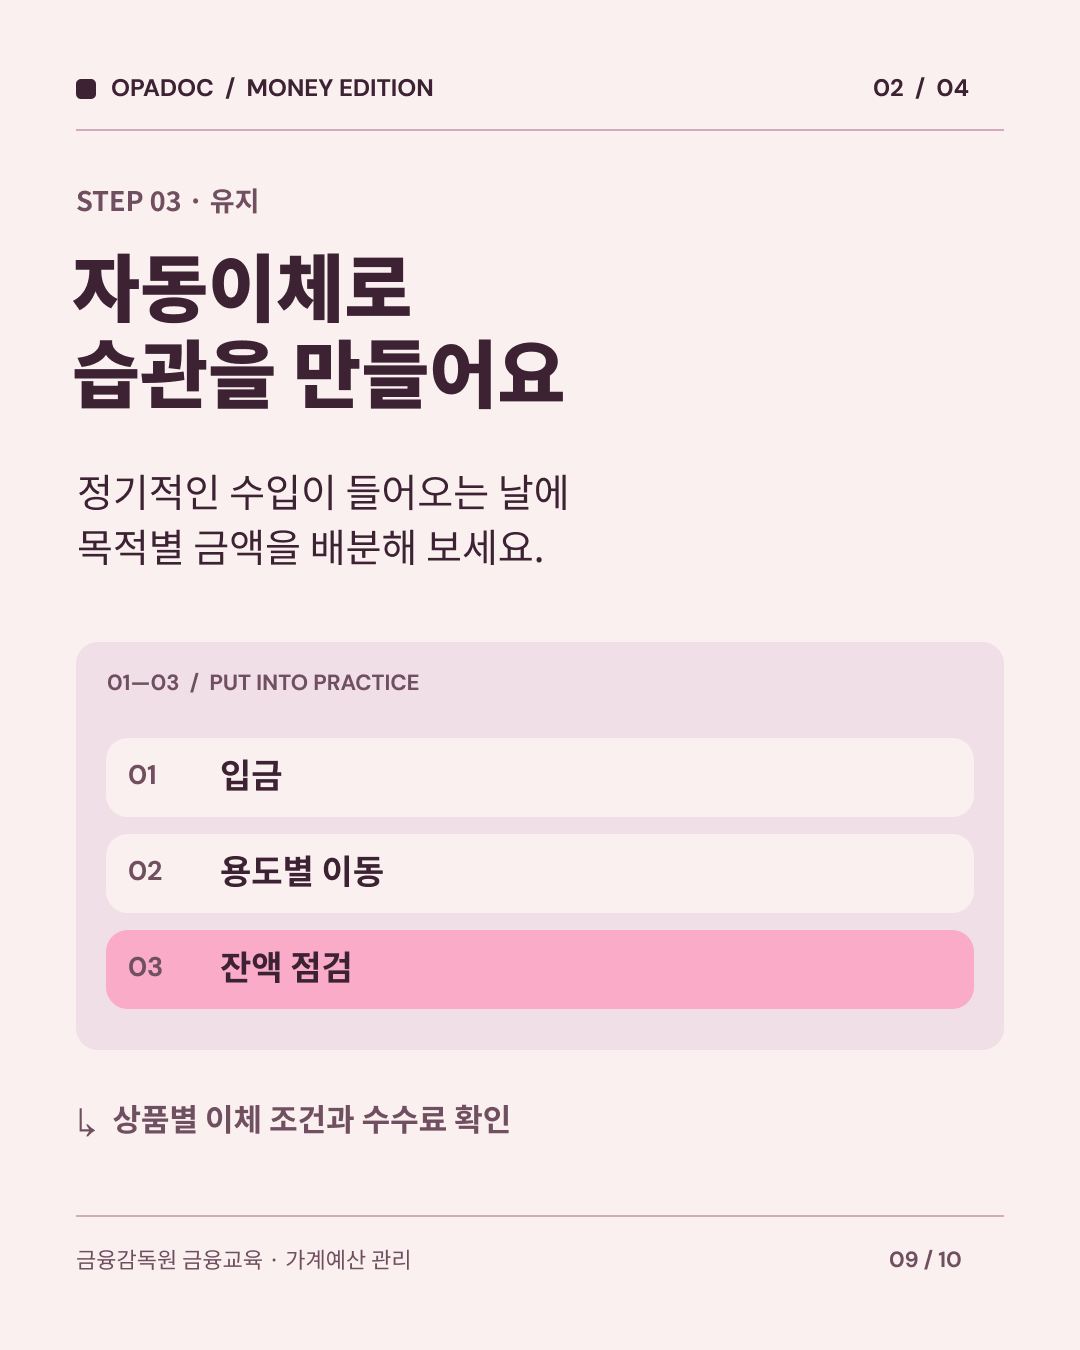 OPADOC / MONEY EDITION
02 / 04
STEP 03 · 유지
자동이체로
습관을 만들어요
정기적인 수입이 들어오는 날에
목적별 금액을 배분해 보세요.
01—03 / PUT INTO PRACTICE
01 입금
02 용도별 이동
03 잔액 점검
↳ 상품별 이체 조건과 수수료 확인
금융감독원 금융교육 · 가계예산 관리
09 / 10